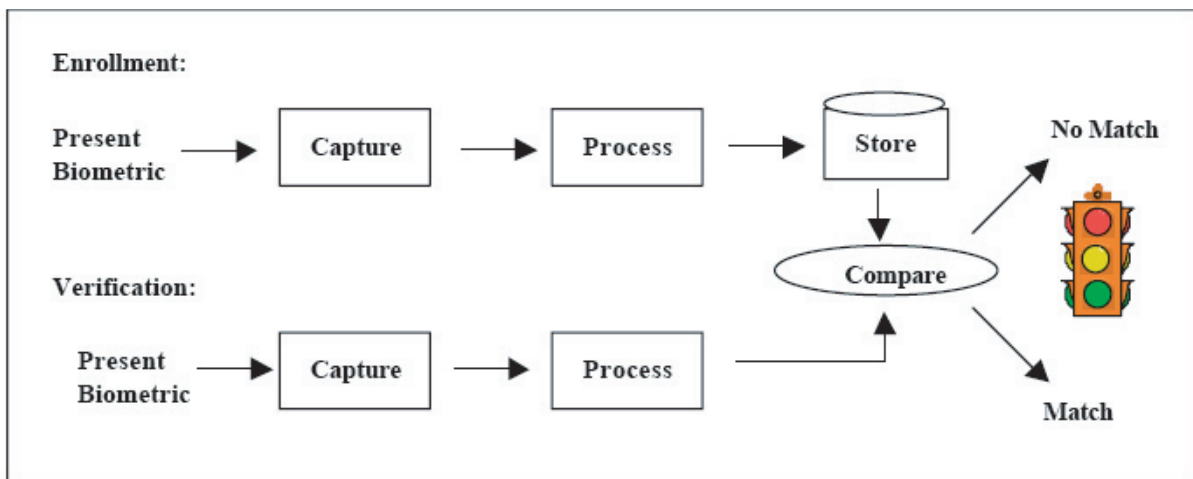 Enrollment:
Present
Biometric
Capture
Process
Store
No Match
Compare
Verification:
Present
Biometric
Capture
Process
Match